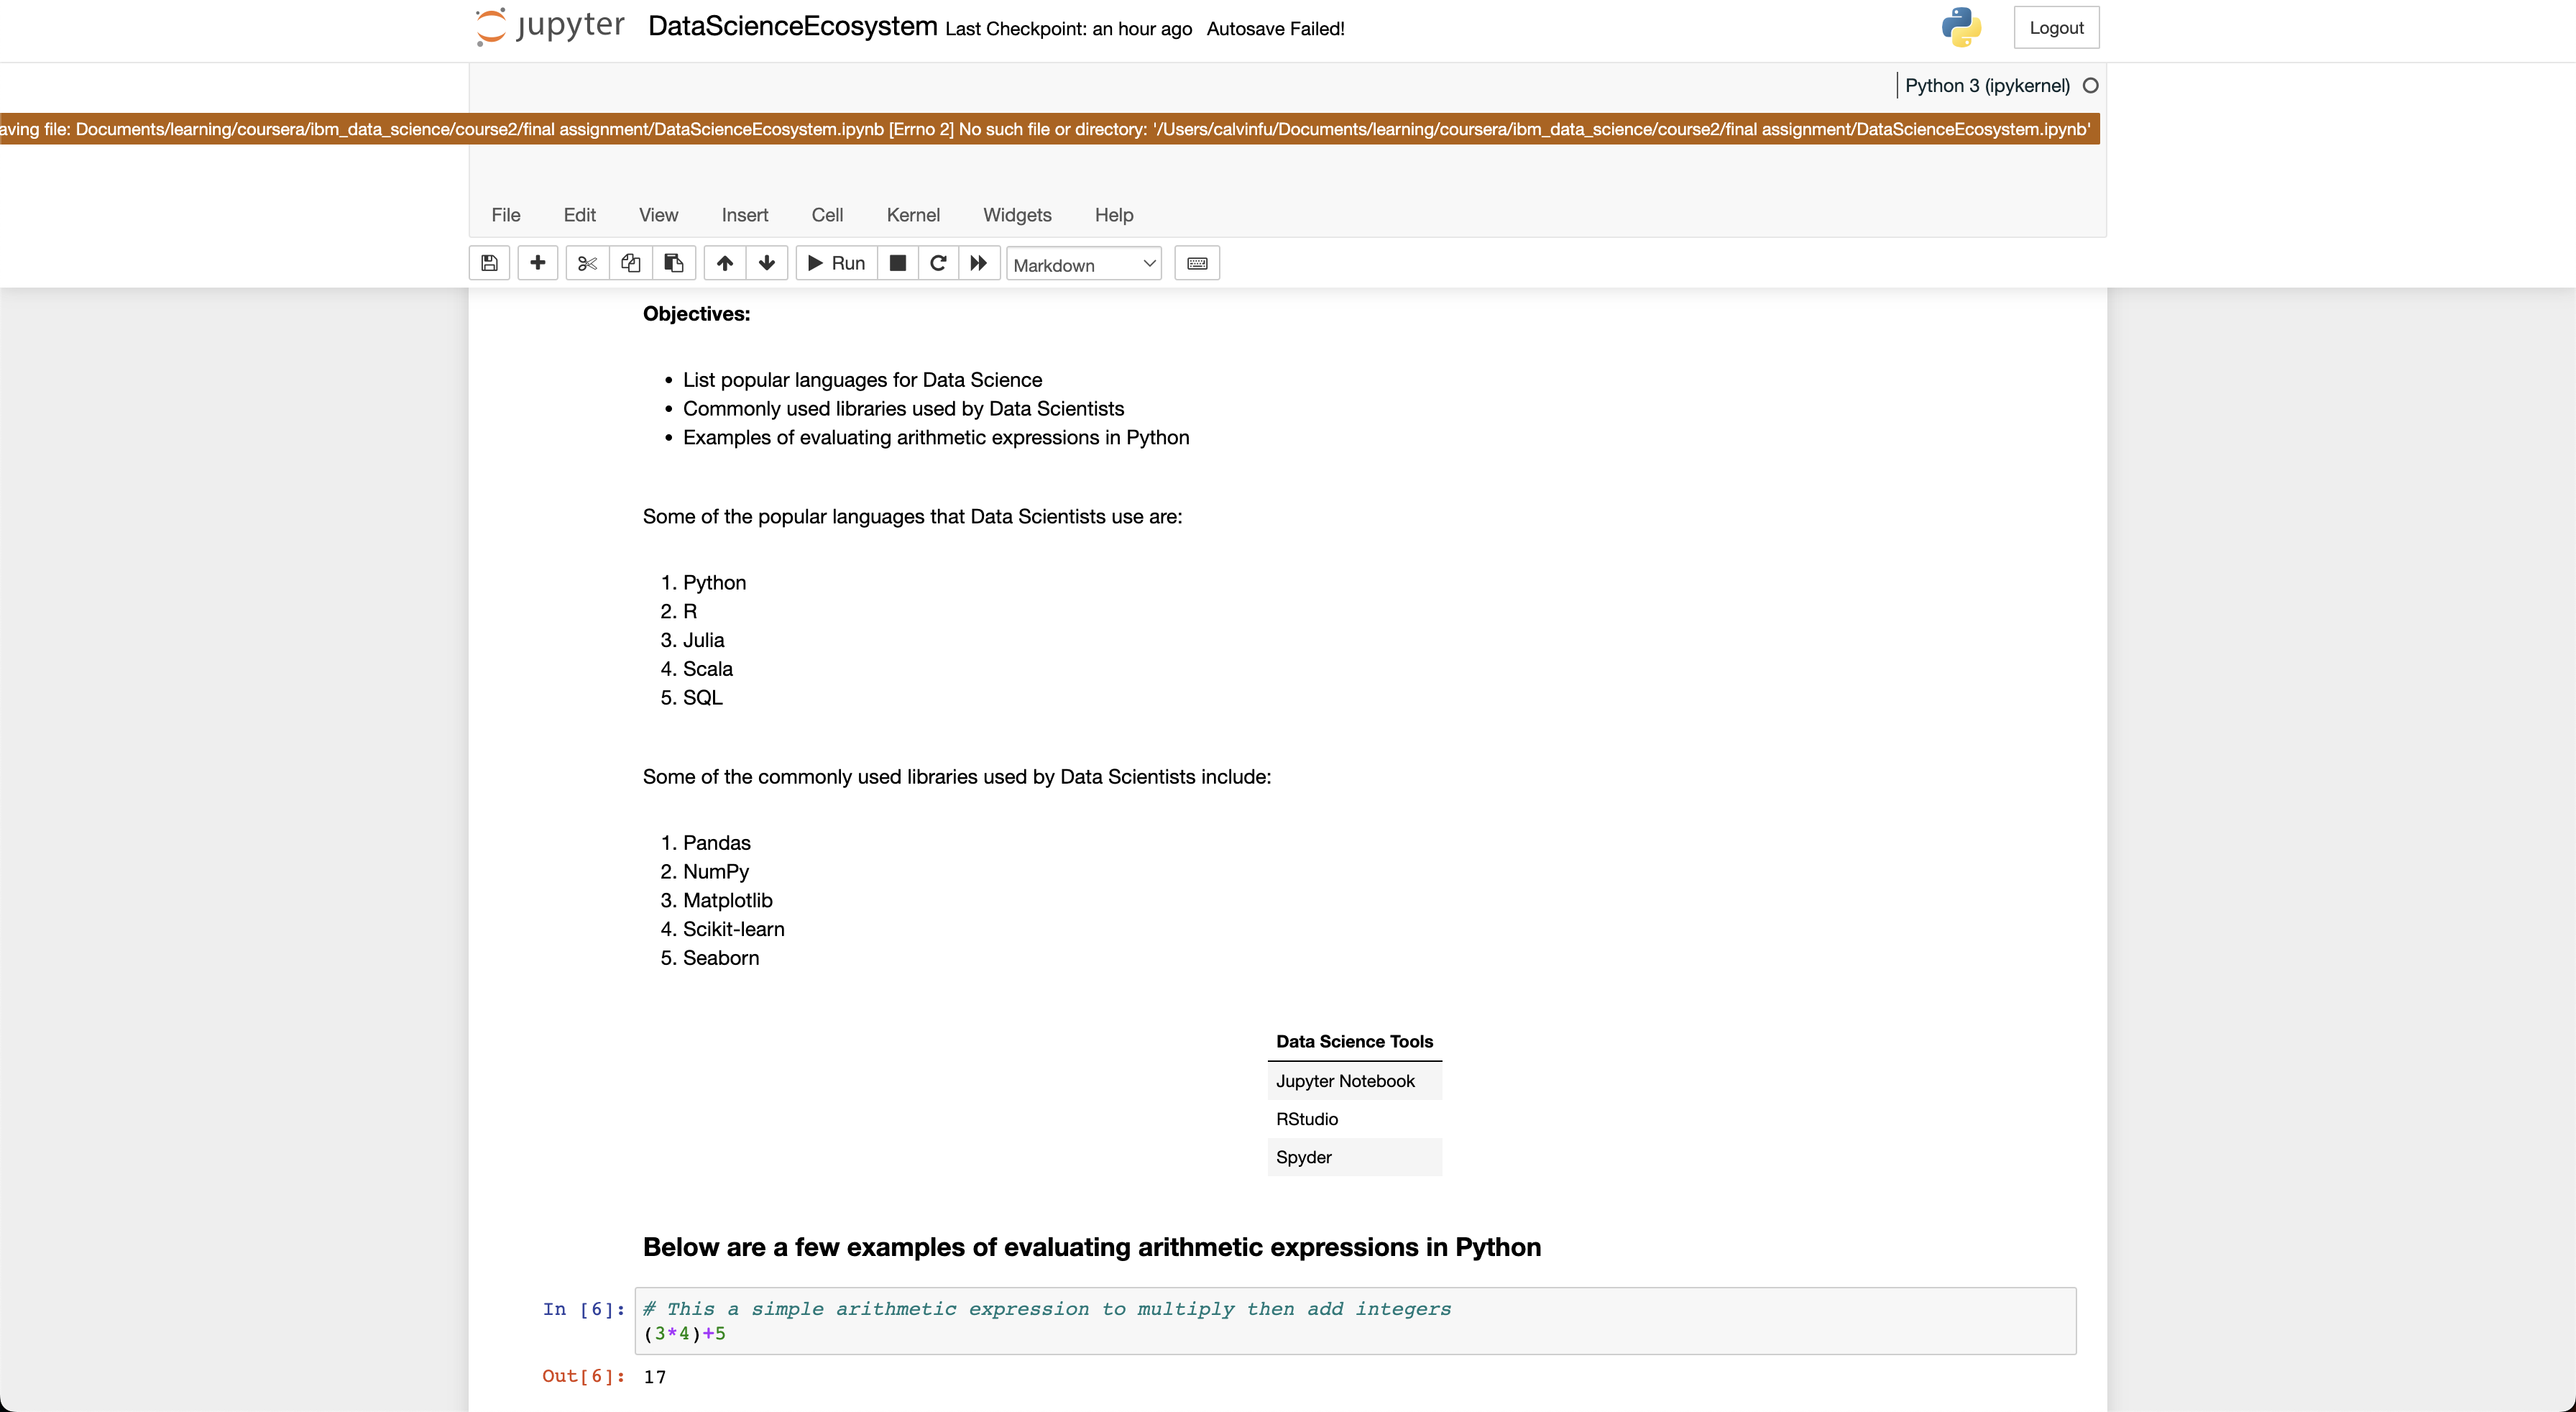 jupyter DataScienceEcosystem Last Checkpoint: an hour ago Autosave Failed!
Logout
Python 3 (ipykernel)
aving file: Documents/learning/coursera/ibm_data_science/course2/final assignment/DataScienceEcosystem.ipynb [Errno 2] No such file or directory: '/Users/calvinfu/Documents/learning/coursera/ibm_data_science/course2/final assignment/DataScienceEcosystem.ipynb'
File Edit View Insert Cell Kernel Widgets Help
Run Markdown
Objectives:
• List popular languages for Data Science
• Commonly used libraries used by Data Scientists
• Examples of evaluating arithmetic expressions in Python
Some of the popular languages that Data Scientists use are:
1. Python
2. R
3. Julia
4. Scala
5. SQL
Some of the commonly used libraries used by Data Scientists include:
1. Pandas
2. NumPy
3. Matplotlib
4. Scikit-learn
5. Seaborn
Data Science Tools
Jupyter Notebook
RStudio
Spyder
Below are a few examples of evaluating arithmetic expressions in Python
In [6]: # This a simple arithmetic expression to multiply then add integers
(3*4)+5
Out[6]: 17